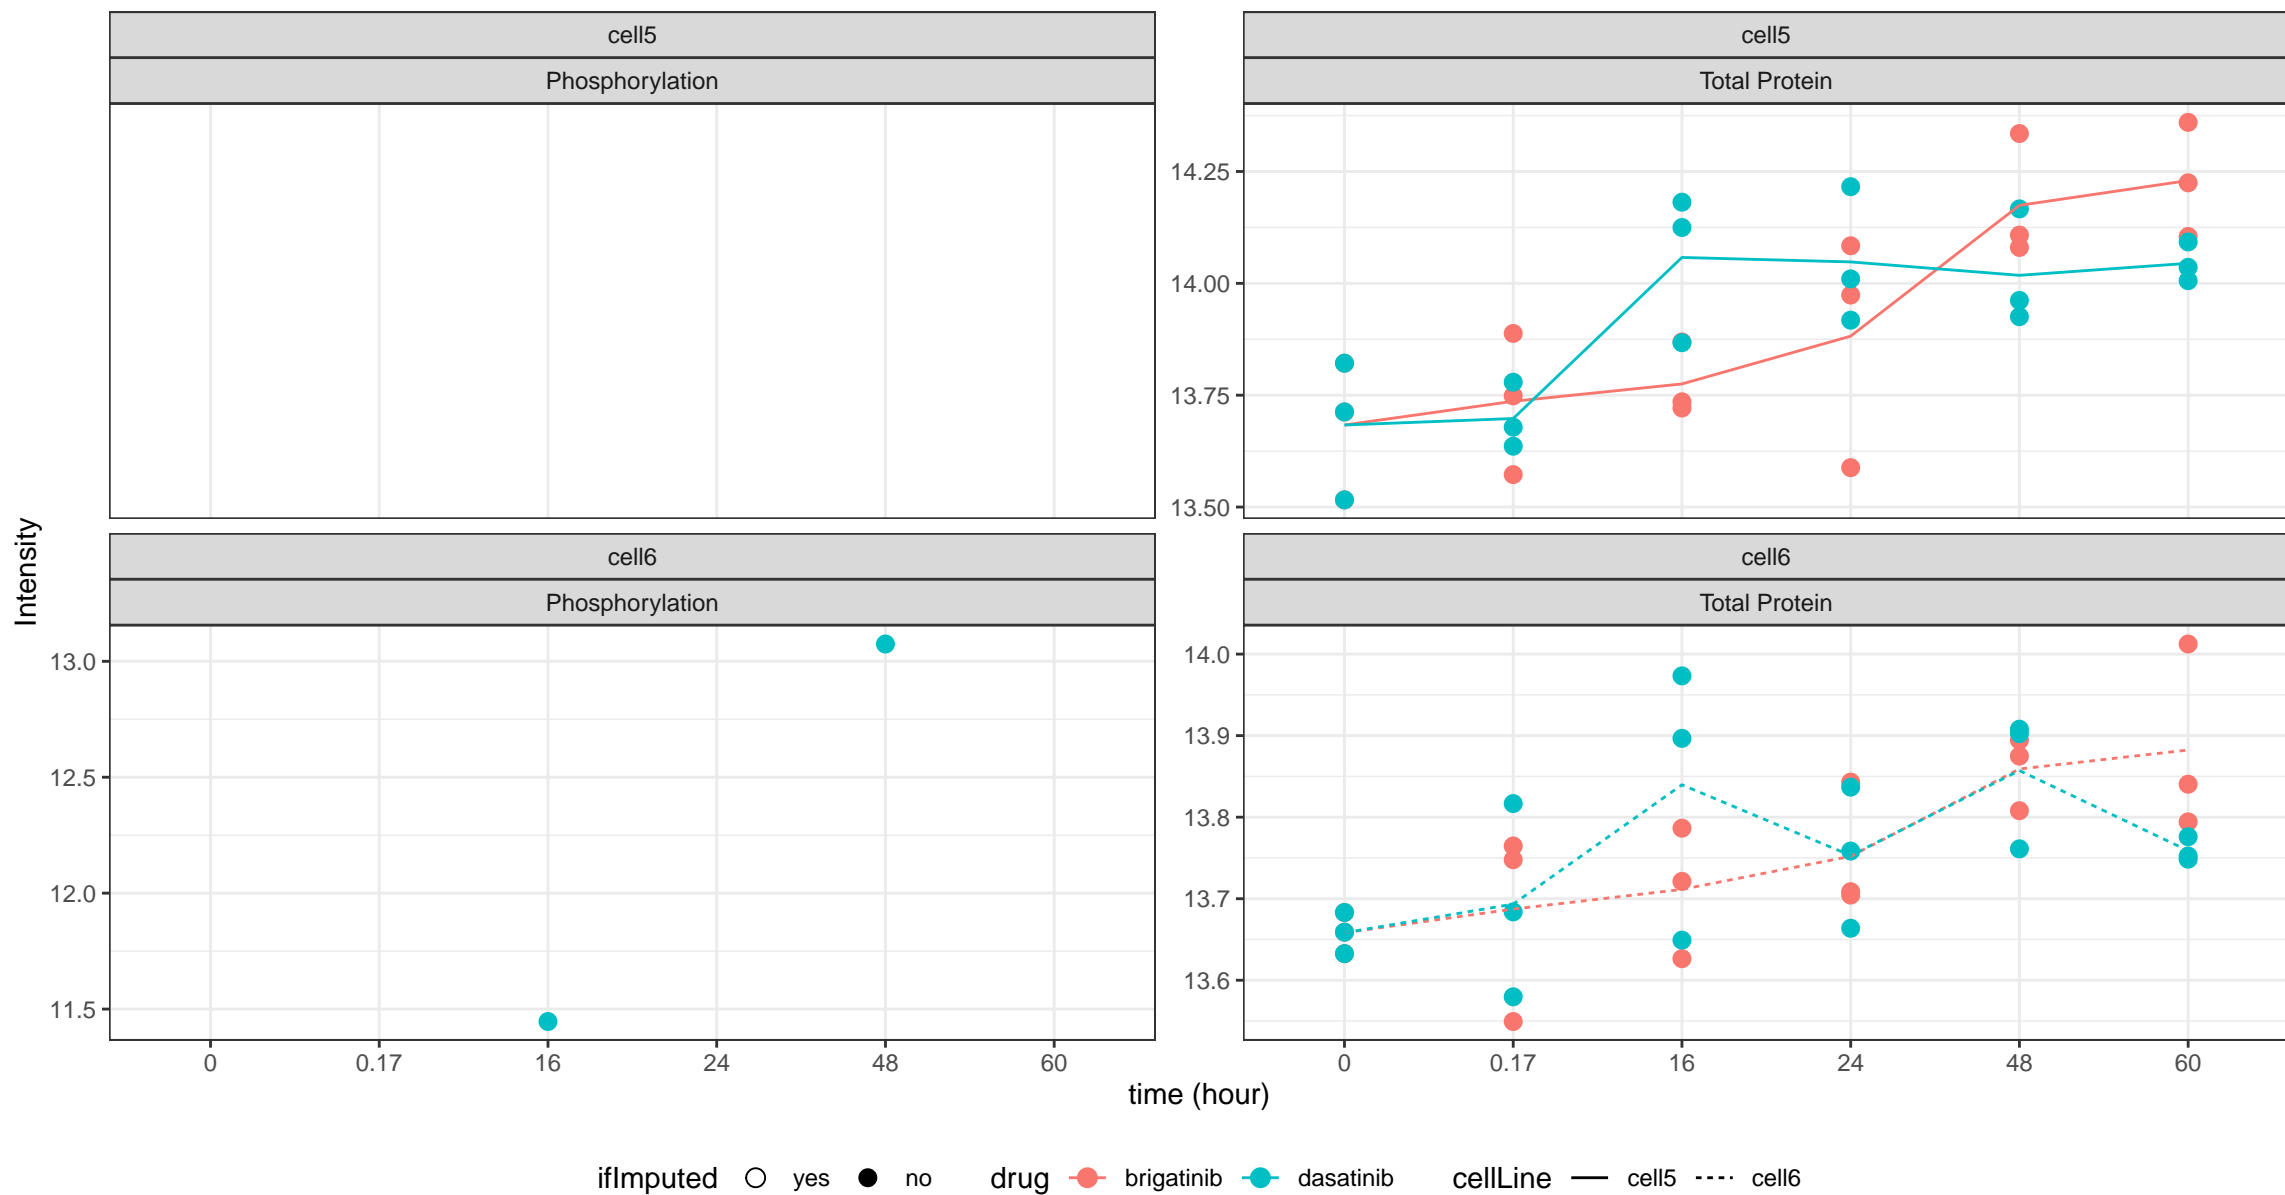 cell5
Phosphorylation
cell5
Total Protein
14.25
14.00
13.75
13.50
Intensity
cell6
Phosphorylation
13.0
12.5
12.0
11.5
0 0.17 16 24 48 60
cell6
Total Protein
14.0
13.9
13.8
13.7
13.6
0 0.17 16 24 48 60
time (hour)
ifImputed yes no drug brigatinib dasatinib cellLine cell5 cell6